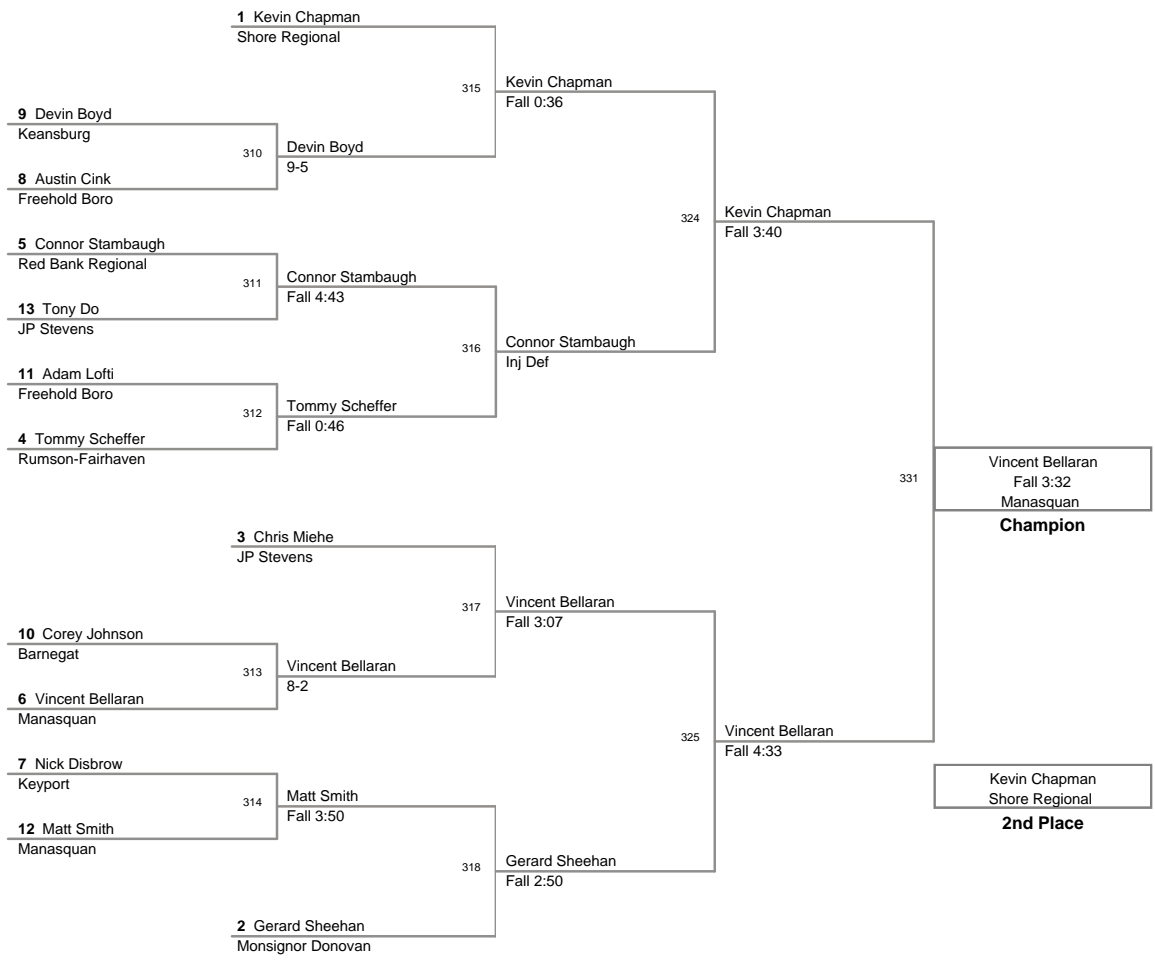 1 Kevin Chapman
Shore Regional
315
Kevin Chapman
Fall 0:36
9 Devin Boyd
Keansburg
310
Devin Boyd
9-5
8 Austin Cink
Freehold Boro
324
Kevin Chapman
Fall 3:40
5 Connor Stambaugh
Red Bank Regional
311
Connor Stambaugh
Fall 4:43
13 Tony Do
JP Stevens
316
Connor Stambaugh
Inj Def
11 Adam Lofti
Freehold Boro
312
Tommy Scheffer
Fall 0:46
4 Tommy Scheffer
Rumson-Fairhaven
331
Vincent Bellaran
Fall 3:32
Manasquan
Champion
3 Chris Miehe
JP Stevens
317
Vincent Bellaran
Fall 3:07
10 Corey Johnson
Barnegat
313
Vincent Bellaran
8-2
6 Vincent Bellaran
Manasquan
325
Vincent Bellaran
Fall 4:33
7 Nick Disbrow
Keyport
314
Matt Smith
Fall 3:50
12 Matt Smith
Manasquan
318
Gerard Sheehan
Fall 2:50
2 Gerard Sheehan
Monsignor Donovan
Kevin Chapman
Shore Regional
2nd Place